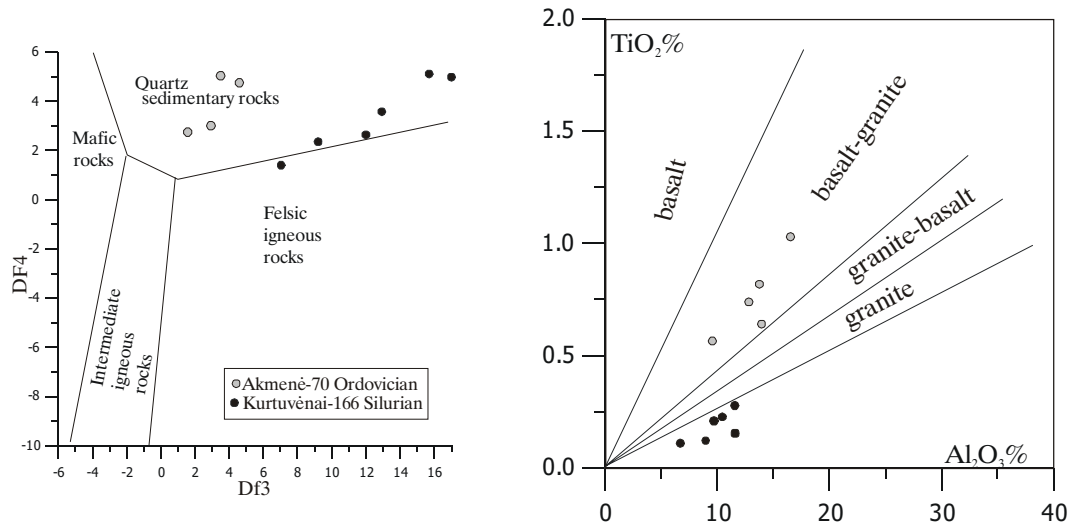 6
4
2
0
-2
-4
-6
-8
-10
DF4
-6
-4
-2
0
2
4
6
8
10
12
14
16
Df3
Quartz
sedimentary rocks
Mafic
rocks
Felsic
igneous
rocks
Intermediate
igneous
rocks
Akmenė-70 Ordovician
Kurtuvėnai-166 Silurian
2.0
1.5
1.0
0.5
0.0
TiO₂%
basalt
basalt-granite
granite-basalt
granite
Al₂O₃%
0
10
20
30
40